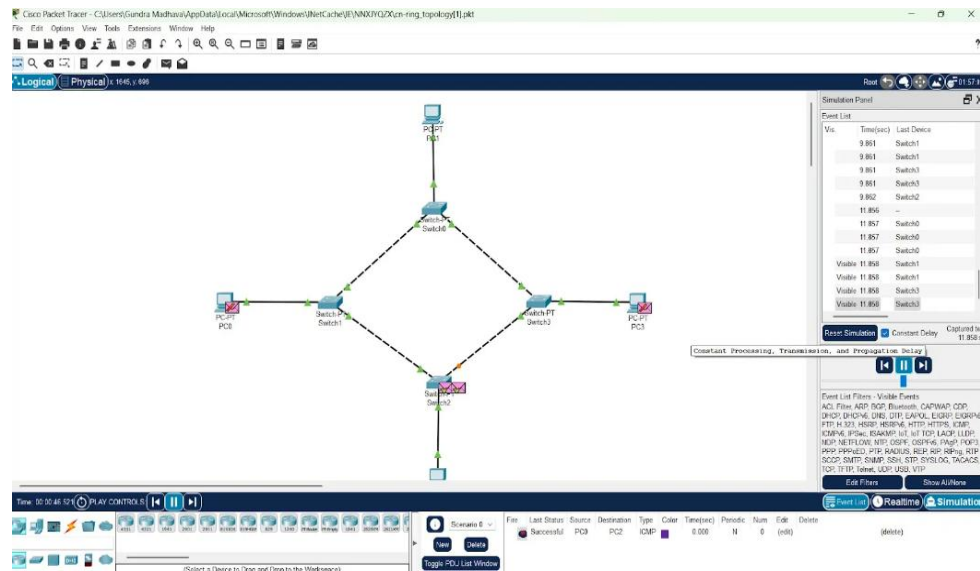 Cisco Packet Tracer - C:\Users\Gundra Madhava\AppData\Local\Microsoft\Windows\INetCache\IE\NNXJYQZX\cn-ring_topology[1].pkt
File Edit Options View Tools Extensions Window Help
Logical Physical x: 1645, y: 696
Root 01:57:
Simulation Panel
Event List
Vis. Time(sec) Last Device
9.861 Switch1
9.861 Switch1
9.861 Switch3
9.861 Switch3
9.862 Switch2
11.856 --
11.857 Switch0
11.857 Switch0
11.857 Switch0
Visible 11.858 Switch1
Visible 11.858 Switch1
Visible 11.858 Switch3
Visible 11.858 Switch3
Reset Simulation Constant Delay Captured to
11.858
Constant Processing, Transmission, and Propagation Delay
PC-PT
PC1
Switch-PT
Switch0
PC-PT
PC0
Switch-PT
Switch1
Switch-PT
Switch3
PC-PT
PC3
Switch2
Event List Filters - Visible Events
ACL Filter, ARP, BGP, Bluetooth, CAPWAP, CDP,
DHCP, DHCPv6, DNS, DTP, EAPOL, EIGRP, EIGRPv6,
FTP, H.323, HSRP, HSRPv6, HTTP, HTTPS, ICMP,
ICMPv6, IPSec, ISAKMP, IoT, IoT TCP, LACP, LLDP,
NDP, NETFLOW, NTP, OSPF, OSPFv6, PAgP, POP3,
PPP, PPPoED, PTP, RADIUS, REP, RIP, RIPng, RTP,
SCCP, SMTP, SNMP, SSH, STP, SYSLOG, TACACS,
TCP, TFTP, Telnet, UDP, USB, VTP
Edit Filters Show All/None
Time: 00:00:46.521 PLAY CONTROLS:
Event List Realtime Simulation
Scenario 0
New Delete
Toggle PDU List Window
Fire Last Status Source Destination Type Color Time(sec) Periodic Num Edit Delete
Successful PC0 PC2 ICMP 0.000 N 0 (edit) (delete)
(Select a Device to Drag and Drop to the Workspace)